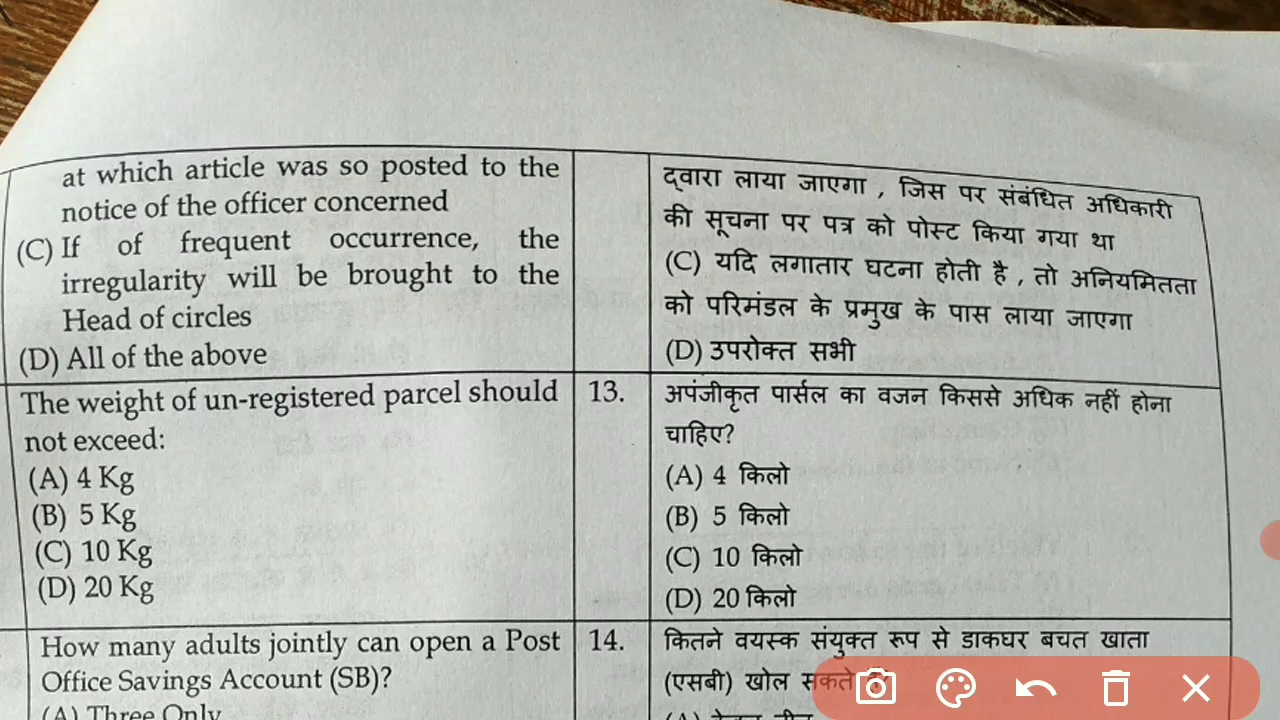 at which article was so posted to the
notice of the officer concerned
(C) If of frequent occurrence, the
irregularity will be brought to the
Head of circles
(D) All of the above
द्वारा लाया जाएगा , जिस पर संबंधित अधिकारी
की सूचना पर पत्र को पोस्ट किया गया था
(C) यदि लगातार घटना होती है , तो अनियमितता
को परिमंडल के प्रमुख के पास लाया जाएगा
(D) उपरोक्त सभी
The weight of un-registered parcel should
not exceed:
(A) 4 Kg
(B) 5 Kg
(C) 10 Kg
(D) 20 Kg
13.
अपंजीकृत पार्सल का वजन किससे अधिक नहीं होना
चाहिए?
(A) 4 किलो
(B) 5 किलो
(C) 10 किलो
(D) 20 किलो
How many adults jointly can open a Post
Office Savings Account (SB)?
(A) Three Only
14.
कितने वयस्क संयुक्त रूप से डाकघर बचत खाता
(एसबी) खोल सकते